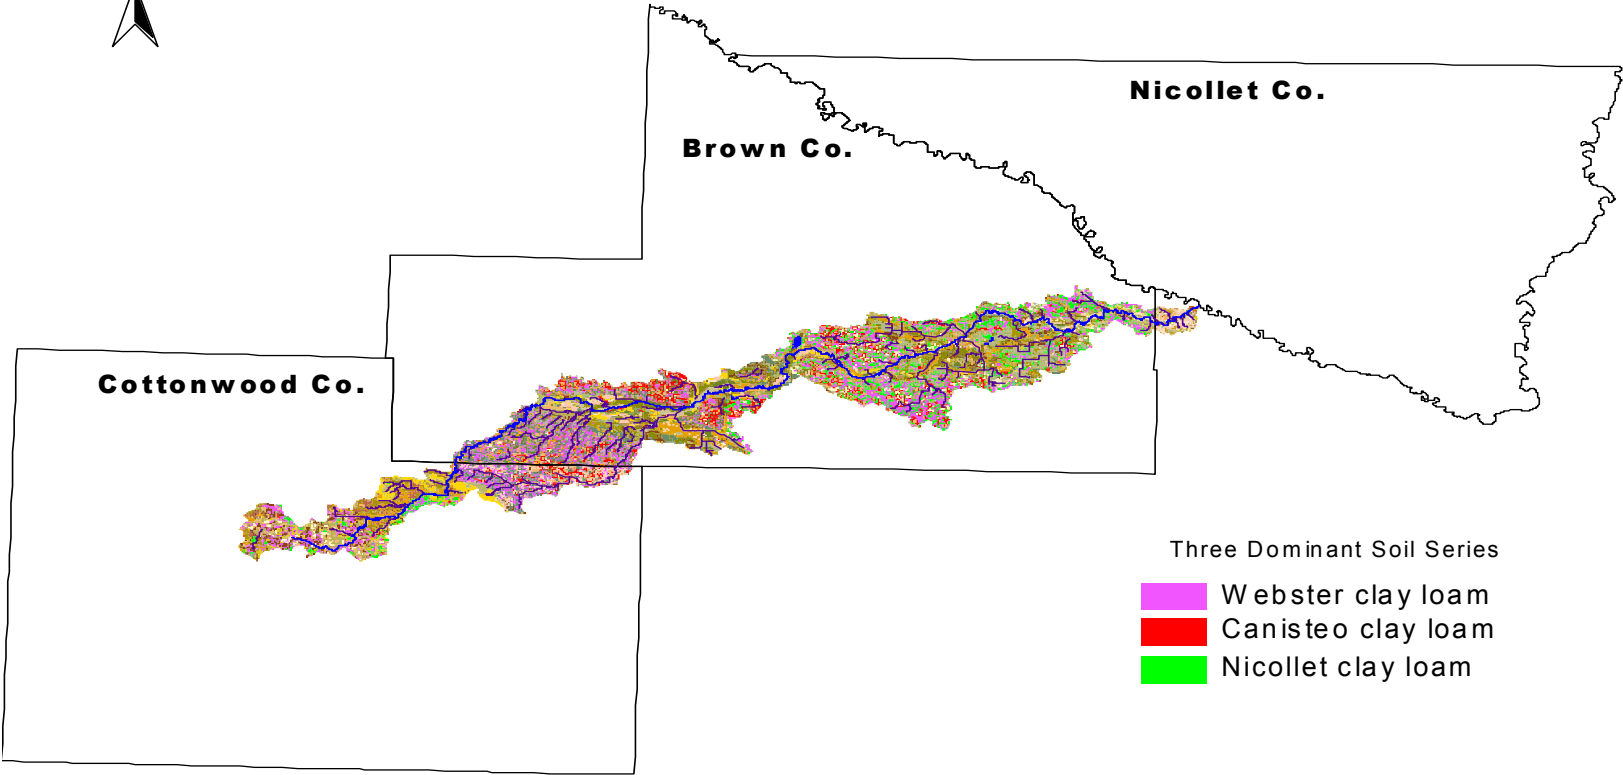 Nicollet Co.
Brown Co.
Cottonwood Co.
Three Dominant Soil Series
Webster clay loam
Canisteo clay loam
Nicollet clay loam